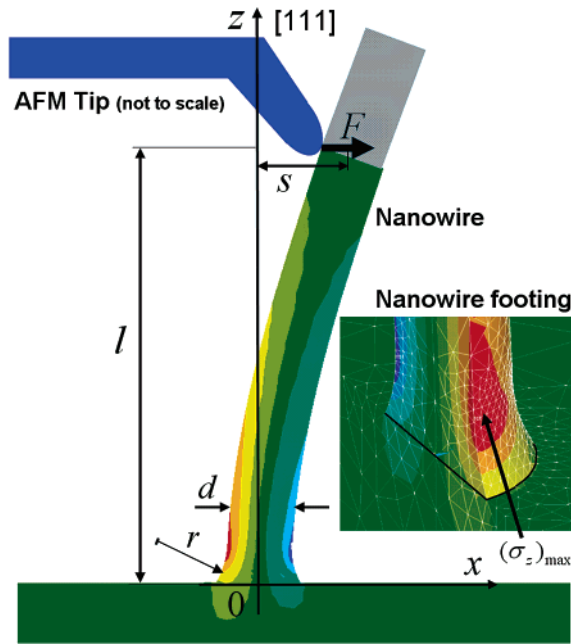 z [111]
AFM Tip (not to scale)
F
s
Nanowire
Nanowire footing
l
d
r
(σz)max
x
0